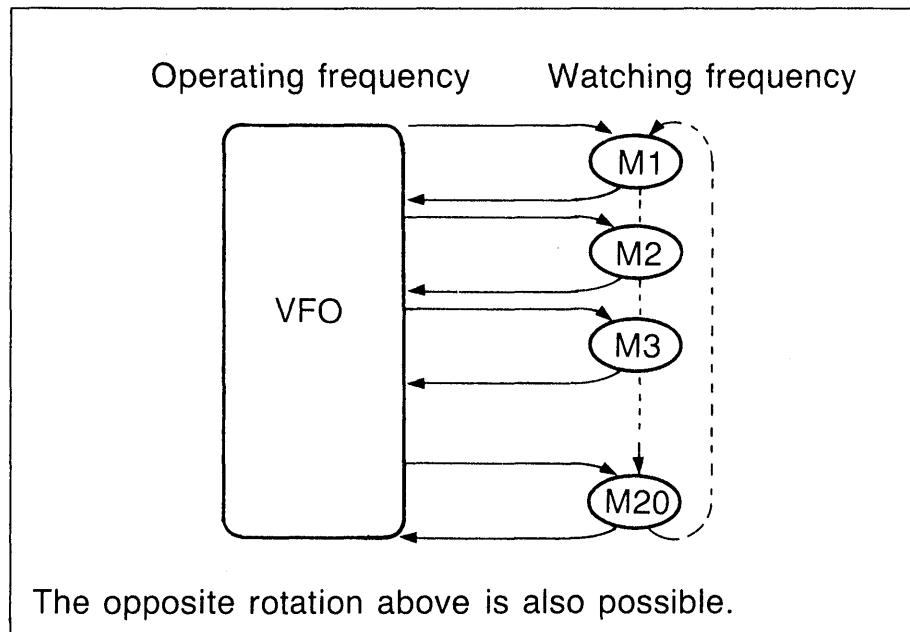 Operating frequency
Watching frequency
VFO
M1
M2
M3
M20
The opposite rotation above is also possible.